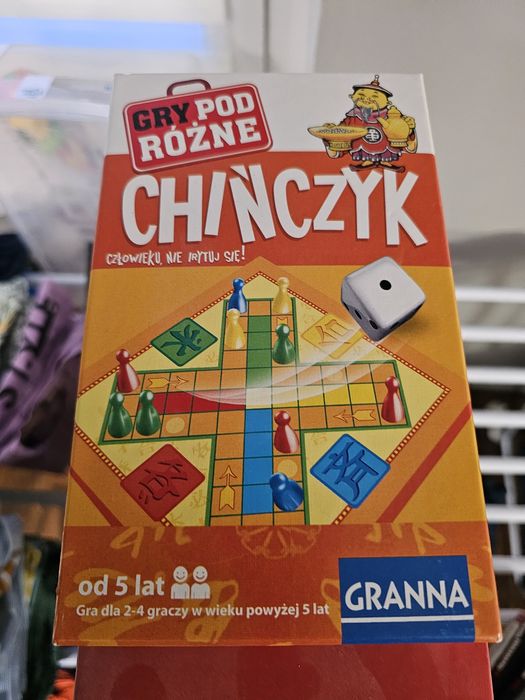 GRY POD
RÓŻNE
CHIŃCZYK
CZŁOWIEKU, NIE IRYTUJ SIĘ!
od 5 lat
Gra dla 2-4 graczy w wieku powyżej 5 lat
GRANNA